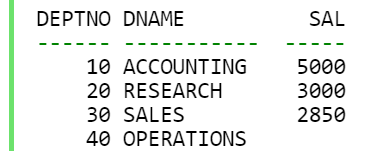 DEPTNO DNAME SAL
------ ----------- -----
10 ACCOUNTING 5000
20 RESEARCH 3000
30 SALES 2850
40 OPERATIONS